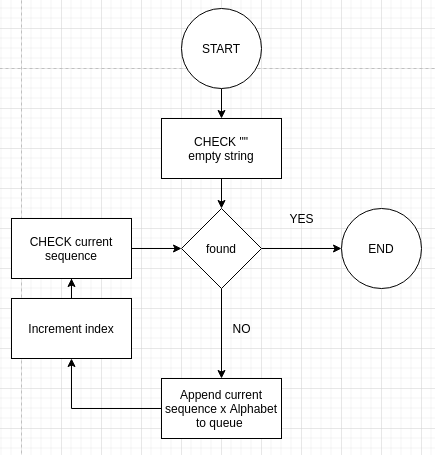 START
CHECK ""
empty string
found
YES
END
CHECK current
sequence
Increment index
NO
Append current
sequence x Alphabet
to queue